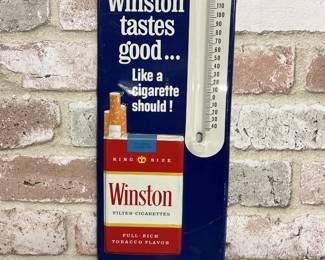 Winston
tastes
good...
Like a
cigarette
should!
KING SIZE
Winston
FILTER-CIGARETTES
FULL · RICH
TOBACCO FLAVOR
110
100
90
80
70
60
50
40
30
20
10
0
10
20
30
40